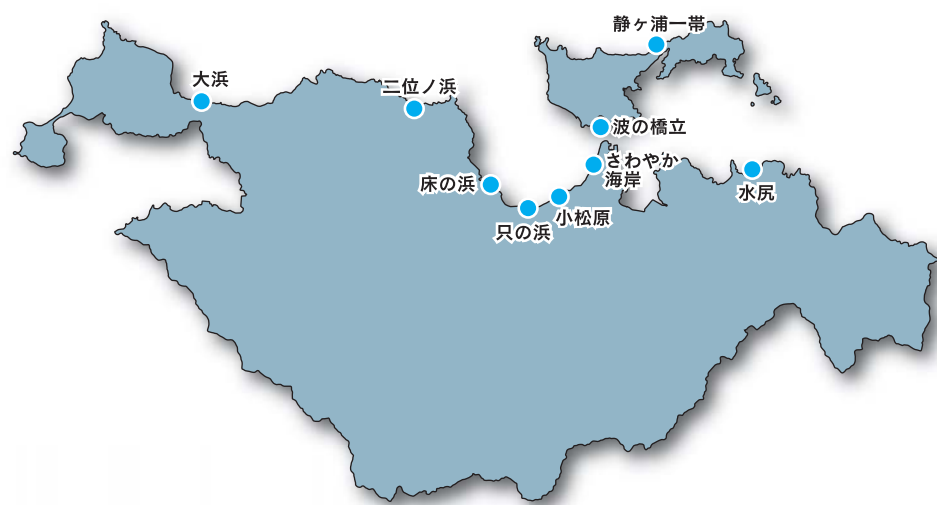 静ヶ浦一帯
大浜
二位ノ浜
波の橋立
さわやか
海岸
床の浜
水尻
小松原
只の浜